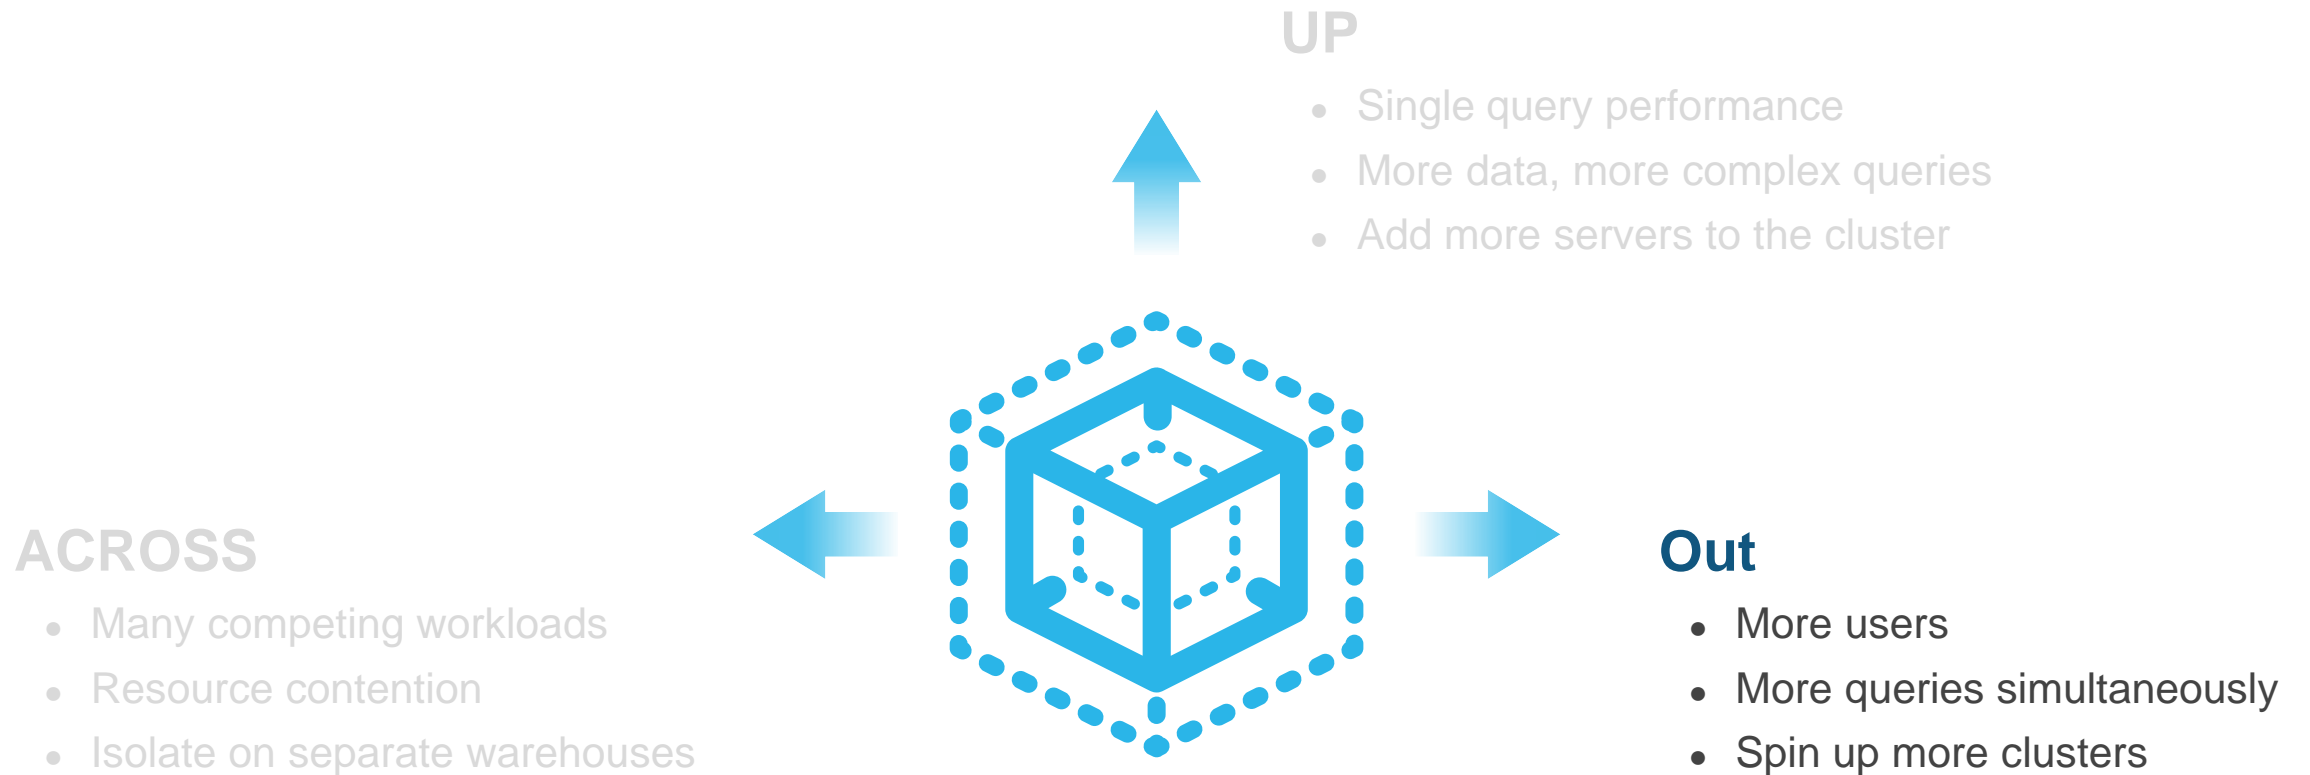 UP
• Single query performance
• More data, more complex queries
• Add more servers to the cluster
ACROSS
• Many competing workloads
• Resource contention
• Isolate on separate warehouses
Out
• More users
• More queries simultaneously
• Spin up more clusters